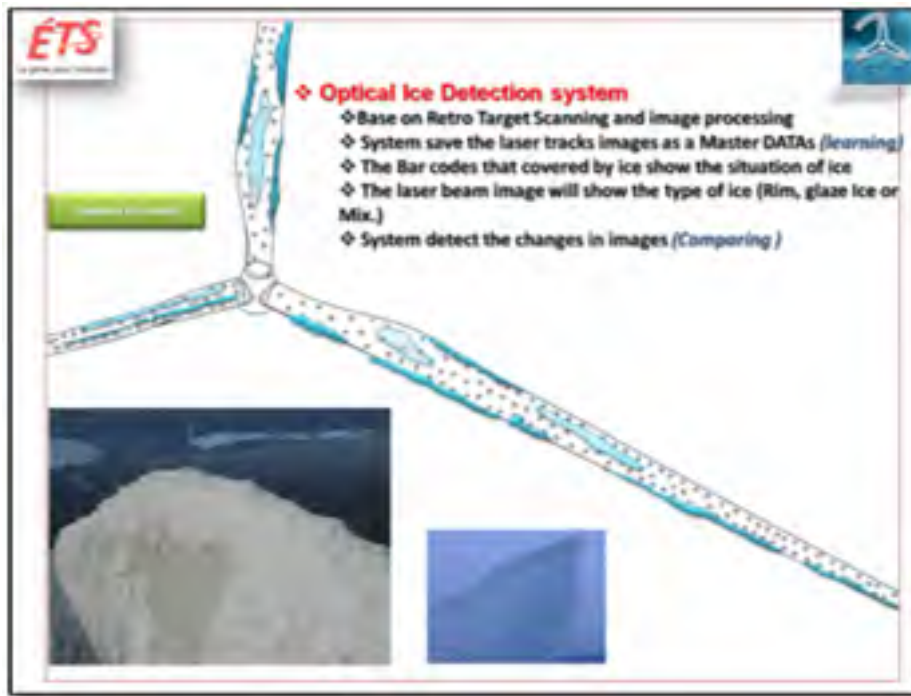 ÉTS
❖ Optical Ice Detection system
❖Base on Retro Target Scanning and image processing
❖ System save the laser tracks images as a Master DATAs (learning)
❖ The Bar codes that covered by ice show the situation of ice
❖ The laser beam image will show the type of ice (Rim, glaze Ice or
Mix.)
❖ System detect the changes in images (Comparing )